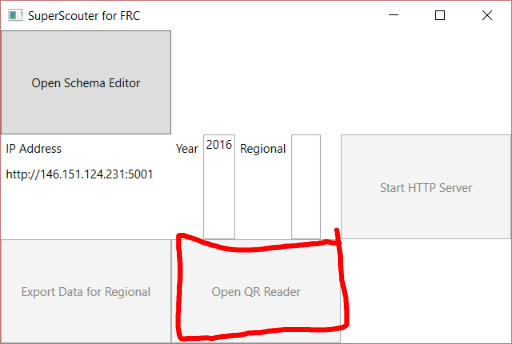 SuperScouter for FRC
Open Schema Editor
IP Address
http://146.151.124.231:5001
Year
2016
Regional
Start HTTP Server
Export Data for Regional
Open QR Reader